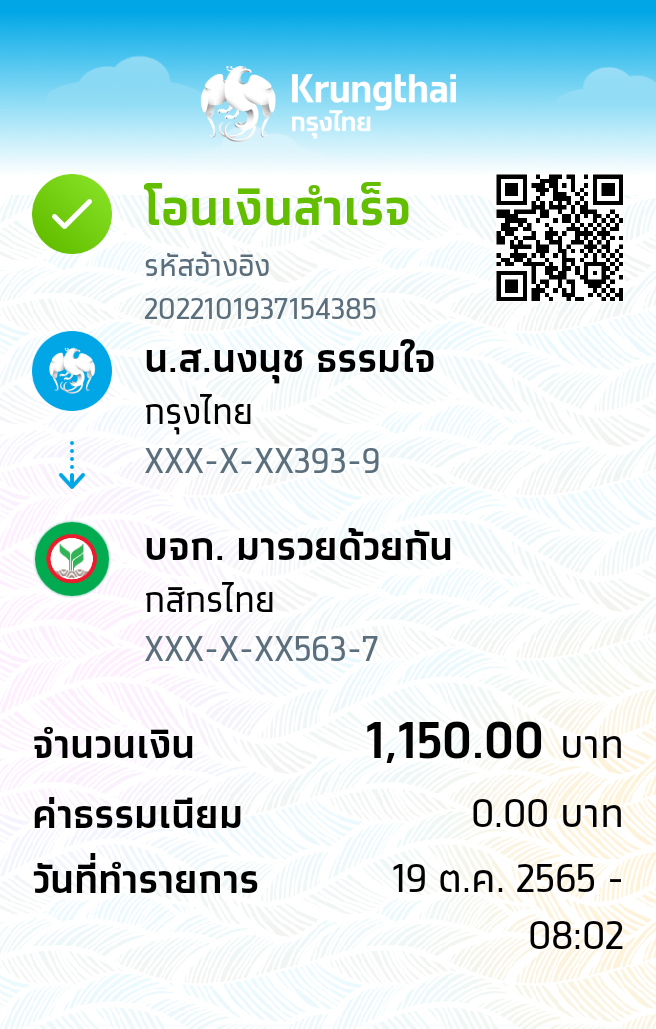 Krungthai
กรุงไทย
โอนเงินสำเร็จ
รหัสอ้างอิง
2022101937154385
น.ส.นงนุช ธรรมใจ
กรุงไทย
XXX-X-XX393-9
บจก. มารวยด้วยกัน
กสิกรไทย
XXX-X-XX563-7
จำนวนเงิน 1,150.00 บาท
ค่าธรรมเนียม 0.00 บาท
วันที่ทำรายการ 19 ต.ค. 2565 -
08:02